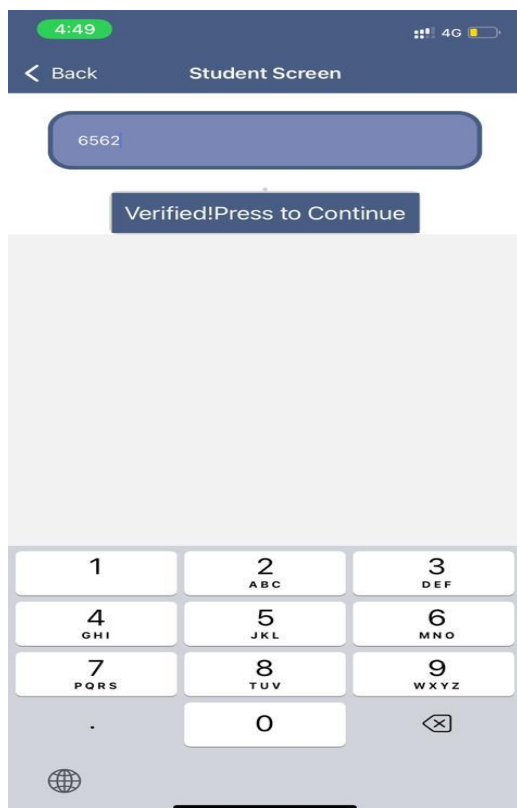 4:49 4G
Back Student Screen
6562
Verified!Press to Continue
1 2 3
ABC DEF
4 5 6
GHI JKL MNO
7 8 9
PQRS TUV WXYZ
. 0